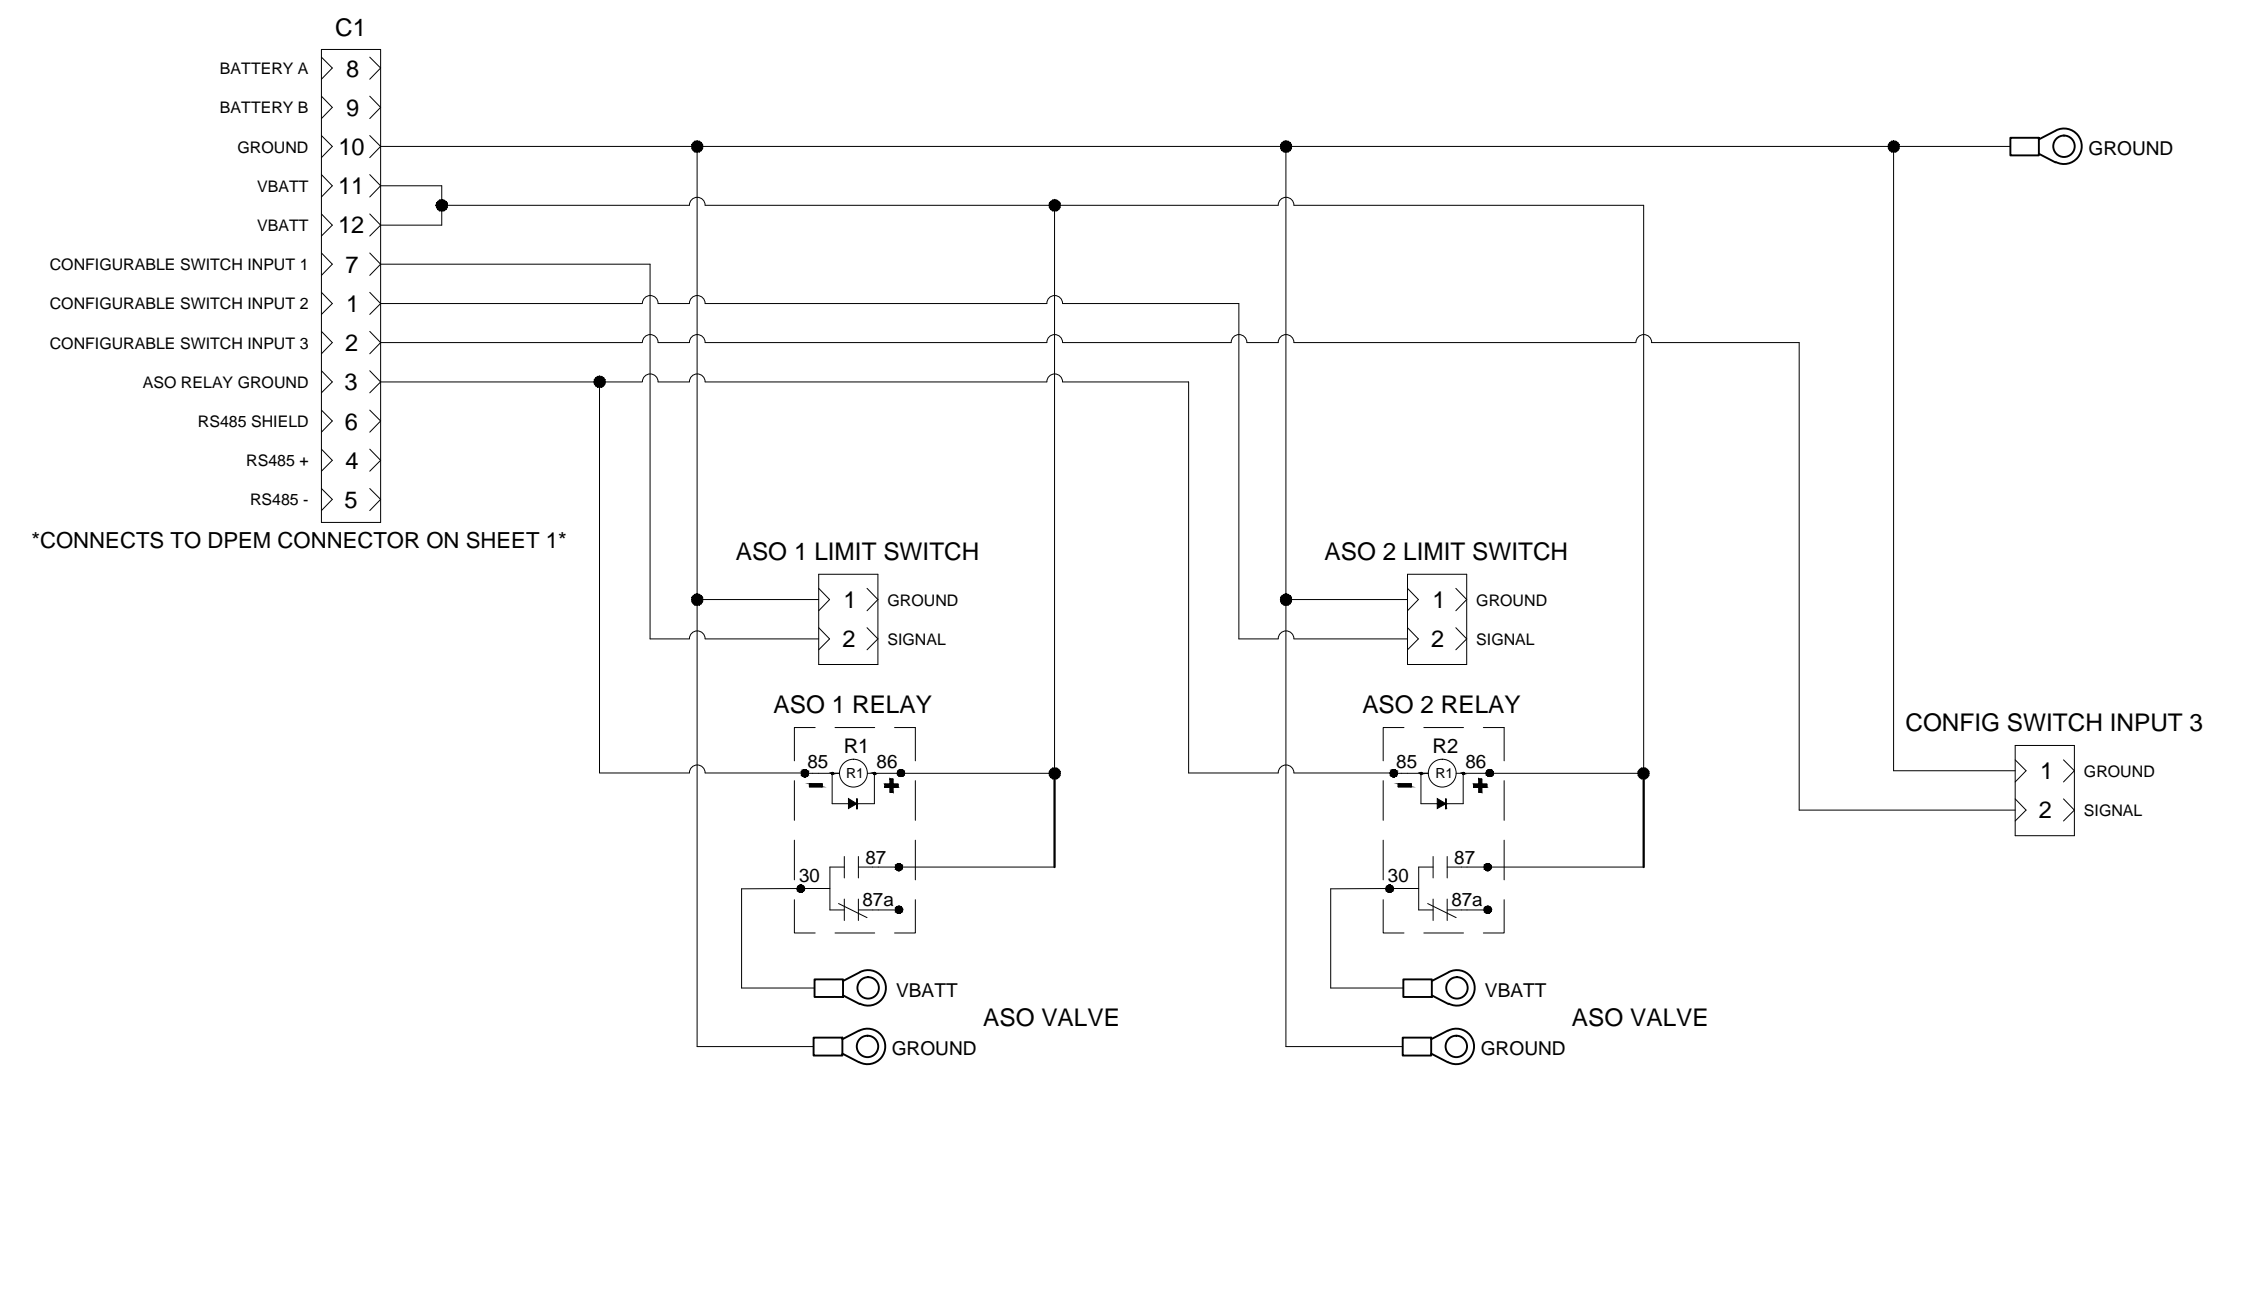 C1
BATTERY A 8
BATTERY B 9
GROUND 10
GROUND
VBATT 11
VBATT 12
CONFIGURABLE SWITCH INPUT 1 7
CONFIGURABLE SWITCH INPUT 2 1
CONFIGURABLE SWITCH INPUT 3 2
ASO RELAY GROUND 3
RS485 SHIELD 6
RS485 + 4
RS485 - 5
*CONNECTS TO DPEM CONNECTOR ON SHEET 1*
ASO 1 LIMIT SWITCH
1 GROUND
2 SIGNAL
ASO 1 RELAY
R1
85 R1 86
- +
87
30
87a
VBATT
ASO VALVE
GROUND
ASO 2 LIMIT SWITCH
1 GROUND
2 SIGNAL
ASO 2 RELAY
R2
85 R1 86
- +
87
30
87a
VBATT
ASO VALVE
GROUND
CONFIG SWITCH INPUT 3
1 GROUND
2 SIGNAL